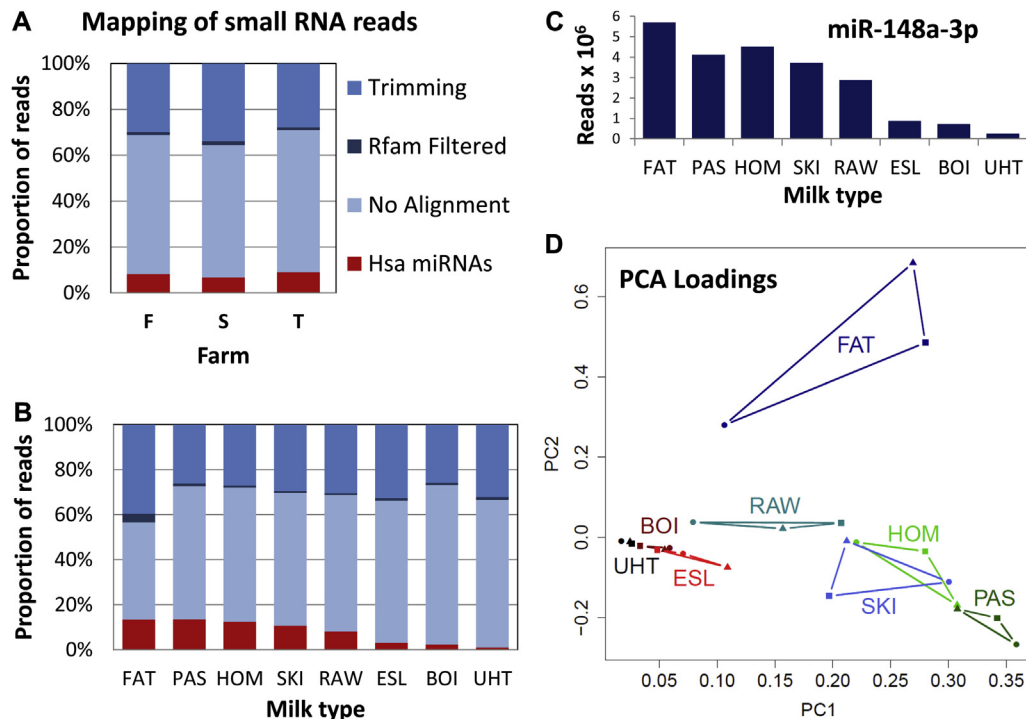 A
Mapping of small RNA reads
Proportion of reads
100%
80%
60%
40%
20%
0%
F S T
Farm
Trimming
Rfam Filtered
No Alignment
Hsa miRNAs
B
Proportion of reads
100%
80%
60%
40%
20%
0%
FAT PAS HOM SKI RAW ESL BOI UHT
Milk type
C
miR-148a-3p
Reads x 10⁶
6
5
4
3
2
1
0
FAT PAS HOM SKI RAW ESL BOI UHT
Milk type
D
PCA Loadings
PC2
0.6
0.4
0.2
0.0
−0.2
FAT
RAW
BOI
UHT
ESL
HOM
SKI
PAS
0.05 0.10 0.15 0.20 0.25 0.30 0.35
PC1